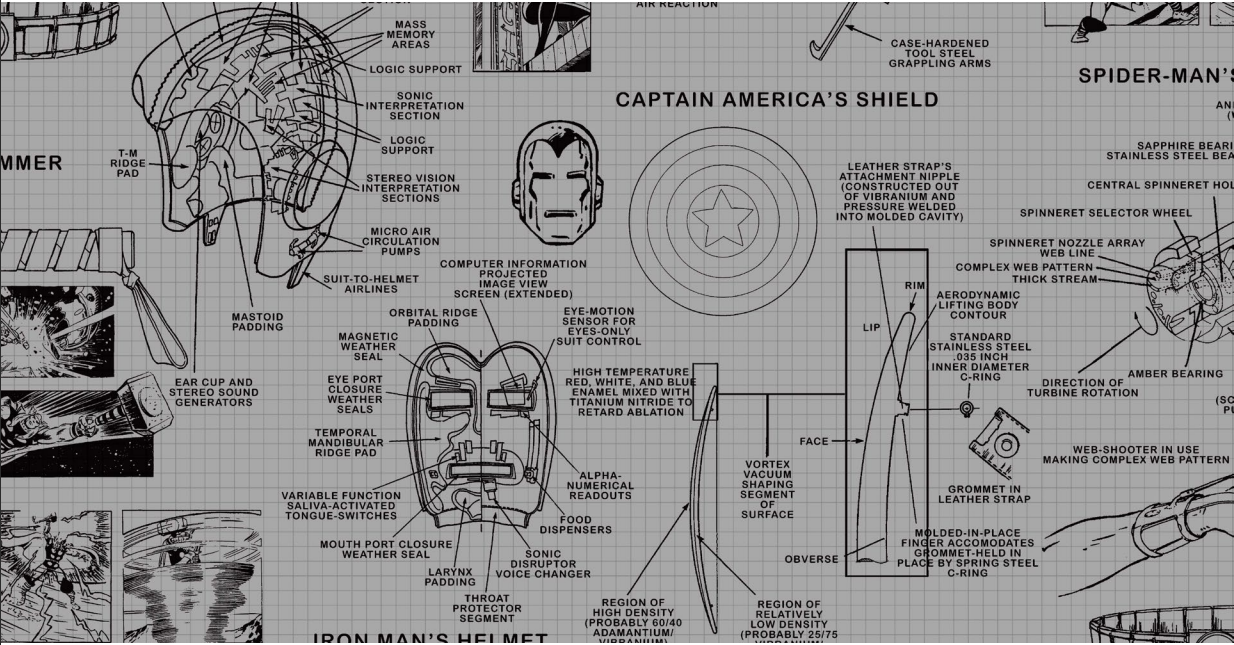 SECTION
MASS
MEMORY
AREAS
LOGIC SUPPORT
SONIC
INTERPRETATION
SECTION
LOGIC
SUPPORT
STEREO VISION
INTERPRETATION
SECTIONS
MICRO AIR
CIRCULATION
PUMPS
SUIT-TO-HELMET
AIRLINES
T-M
RIDGE
PAD
MASTOID
PADDING
EAR CUP AND
STEREO SOUND
GENERATORS
MMER
COMPUTER INFORMATION
PROJECTED
IMAGE VIEW
SCREEN (EXTENDED)
ORBITAL RIDGE
PADDING
EYE-MOTION
SENSOR FOR
EYES-ONLY
SUIT CONTROL
MAGNETIC
WEATHER
SEAL
EYE PORT
CLOSURE
WEATHER
SEALS
TEMPORAL
MANDIBULAR
RIDGE PAD
VARIABLE FUNCTION
SALIVA-ACTIVATED
TONGUE-SWITCHES
MOUTH PORT CLOSURE
WEATHER SEAL
LARYNX
PADDING
THROAT
PROTECTOR
SEGMENT
SONIC
DISRUPTOR
VOICE CHANGER
FOOD
DISPENSERS
ALPHA-
NUMERICAL
READOUTS
IRON MAN'S HELMET
AIR REACTION
CASE-HARDENED
TOOL STEEL
GRAPPLING ARMS
CAPTAIN AMERICA'S SHIELD
LEATHER STRAP'S
ATTACHMENT NIPPLE
(CONSTRUCTED OUT
OF VIBRANIUM AND
PRESSURE WELDED
INTO MOLDED CAVITY)
HIGH TEMPERATURE
RED, WHITE, AND BLUE
ENAMEL MIXED WITH
TITANIUM NITRIDE TO
RETARD ABLATION
VORTEX
VACUUM
SHAPING
SEGMENT
OF
SURFACE
RIM
LIP
AERODYNAMIC
LIFTING BODY
CONTOUR
STANDARD
STAINLESS STEEL
.035 INCH
INNER DIAMETER
C-RING
FACE
OBVERSE
GROMMET IN
LEATHER STRAP
MOLDED-IN-PLACE
FINGER ACCOMODATES
GROMMET-HELD IN
PLACE BY SPRING STEEL
C-RING
REGION OF
HIGH DENSITY
(PROBABLY 60/40
ADAMANTIUM/
VIBRANIUM)
REGION OF
RELATIVELY
LOW DENSITY
(PROBABLY 25/75
VIBRANIUM/
SPIDER-MAN'S
AN
(V
SAPPHIRE BEARI
STAINLESS STEEL BEA
CENTRAL SPINNERET HOL
SPINNERET SELECTOR WHEEL
SPINNERET NOZZLE ARRAY
WEB LINE
COMPLEX WEB PATTERN
THICK STREAM
DIRECTION OF
TURBINE ROTATION
AMBER BEARING
(SC
PU
WEB-SHOOTER IN USE
MAKING COMPLEX WEB PATTERN